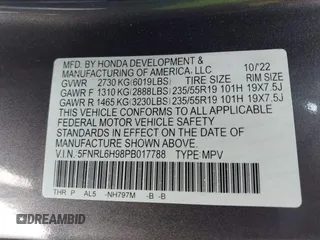 MFD. BY HONDA DEVELOPMENT & 10/'22
MANUFACTURING OF AMERICA, LLC
GVWR 2730 KG (6019LBS) TIRE SIZE RIM SIZE
GAWR F 1310 KG (2888LBS) 235/55R19 101H 19X7.5J
GAWR R 1465 KG (3230LBS) 235/55R19 101H 19X7.5J
This vehicle conforms to all applicable
Federal Motor Vehicle Safety Standards
in effect on the date of manufacture shown above.
V.I.N. 5FNRL6H98PB017788 TYPE MPV
THR P AL5 -NH797M -B -B
DREAMBID